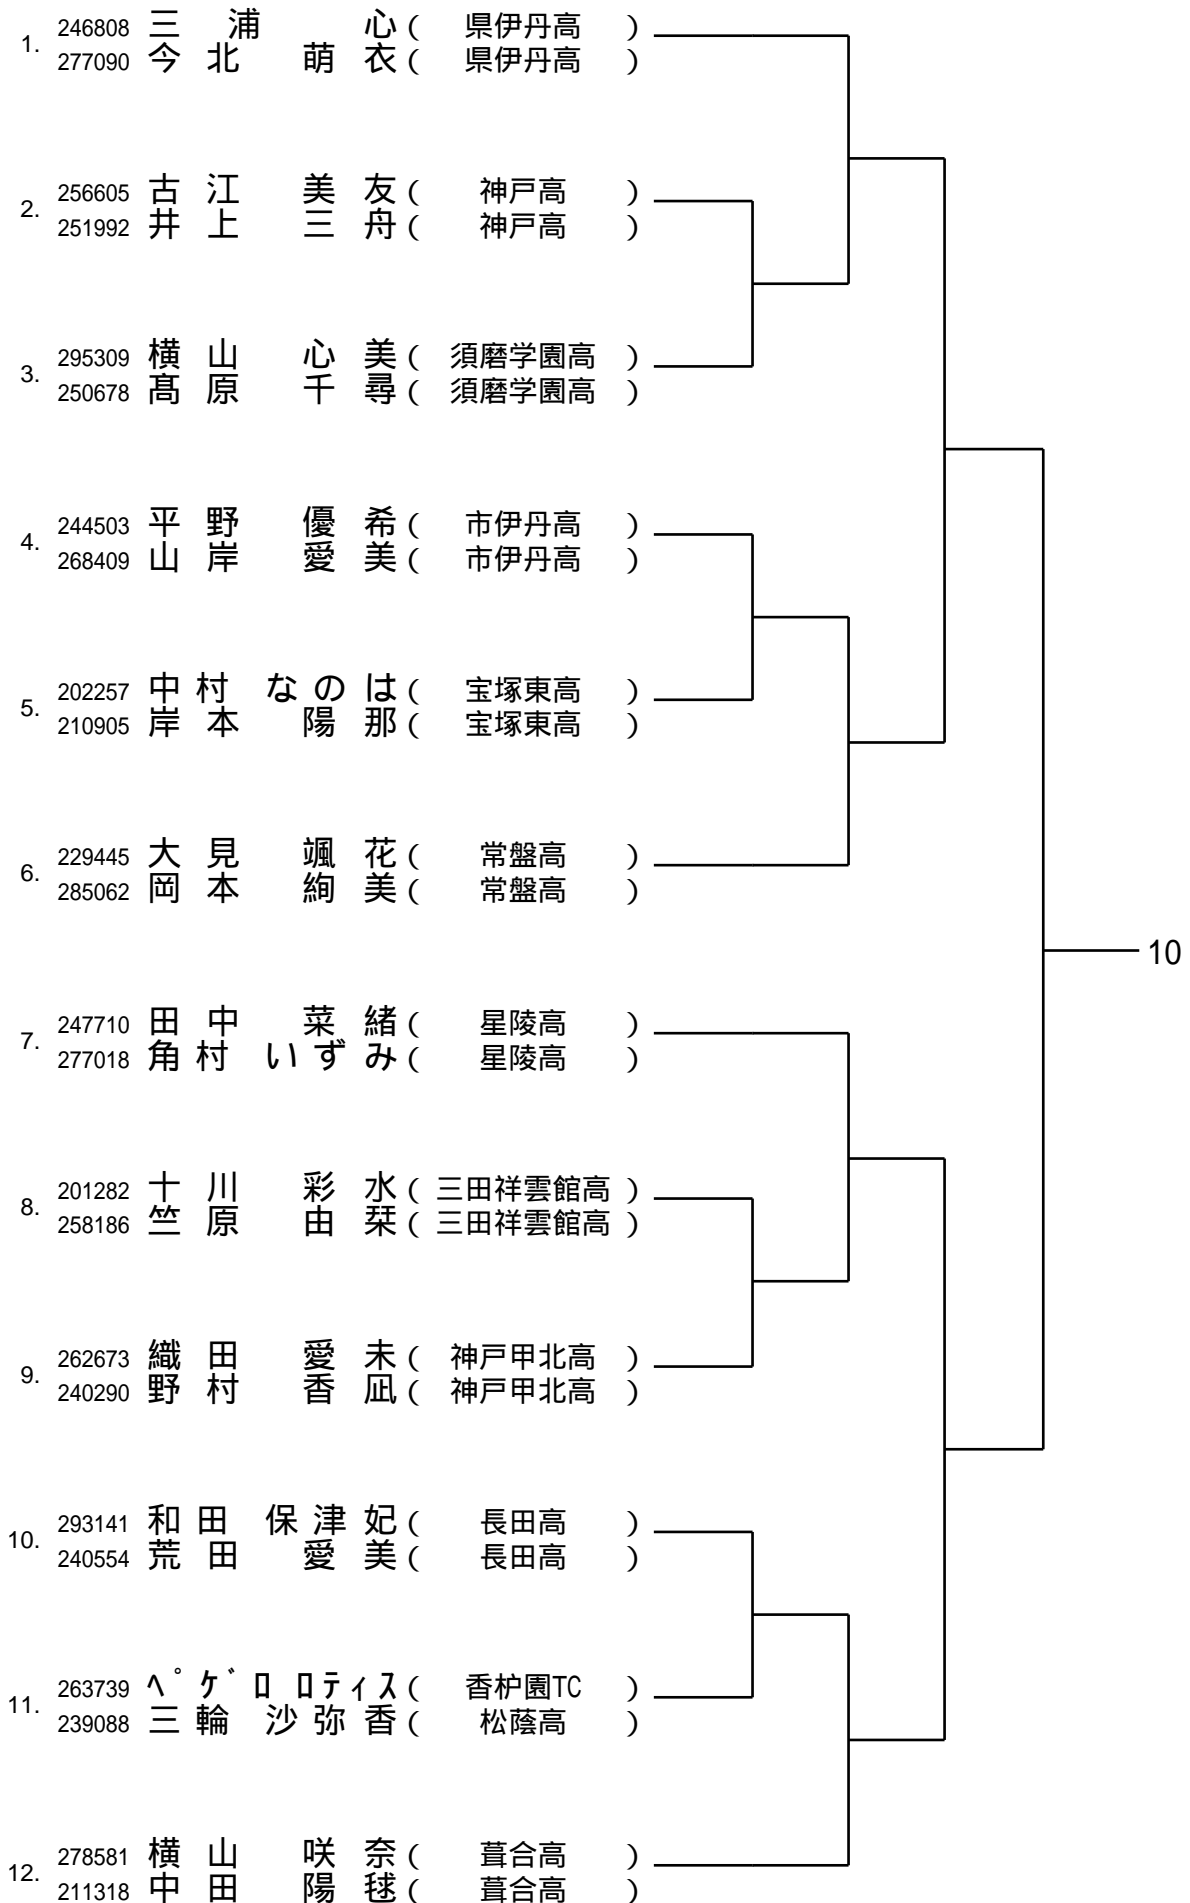 1. 246808 三浦 心 ( 県伊丹高 )
277090 今北 萌衣 ( 県伊丹高 )
2. 256605 古江 美友 ( 神戸高 )
251992 井上 三舟 ( 神戸高 )
3. 295309 横山 心美 ( 須磨学園高 )
250678 髙原 千尋 ( 須磨学園高 )
4. 244503 平野 優希 ( 市伊丹高 )
268409 山岸 愛美 ( 市伊丹高 )
5. 202257 中村 なのは ( 宝塚東高 )
210905 岸本 陽那 ( 宝塚東高 )
6. 229445 大見 颯花 ( 常盤高 )
285062 岡本 絢美 ( 常盤高 )
10
7. 247710 田中 菜緒 ( 星陵高 )
277018 角村 いずみ ( 星陵高 )
8. 201282 十川 彩水 ( 三田祥雲館高 )
258186 竺原 由栞 ( 三田祥雲館高 )
9. 262673 織田 愛未 ( 神戸甲北高 )
240290 野村 香凪 ( 神戸甲北高 )
10. 293141 和田 保津妃 ( 長田高 )
240554 荒田 愛美 ( 長田高 )
11. 263739 ﾍﾟｹﾞﾛ ﾛﾃｨｽ ( 香枦園TC )
239088 三輪 沙弥香 ( 松蔭高 )
12. 278581 横山 咲奈 ( 葺合高 )
211318 中田 陽毬 ( 葺合高 )